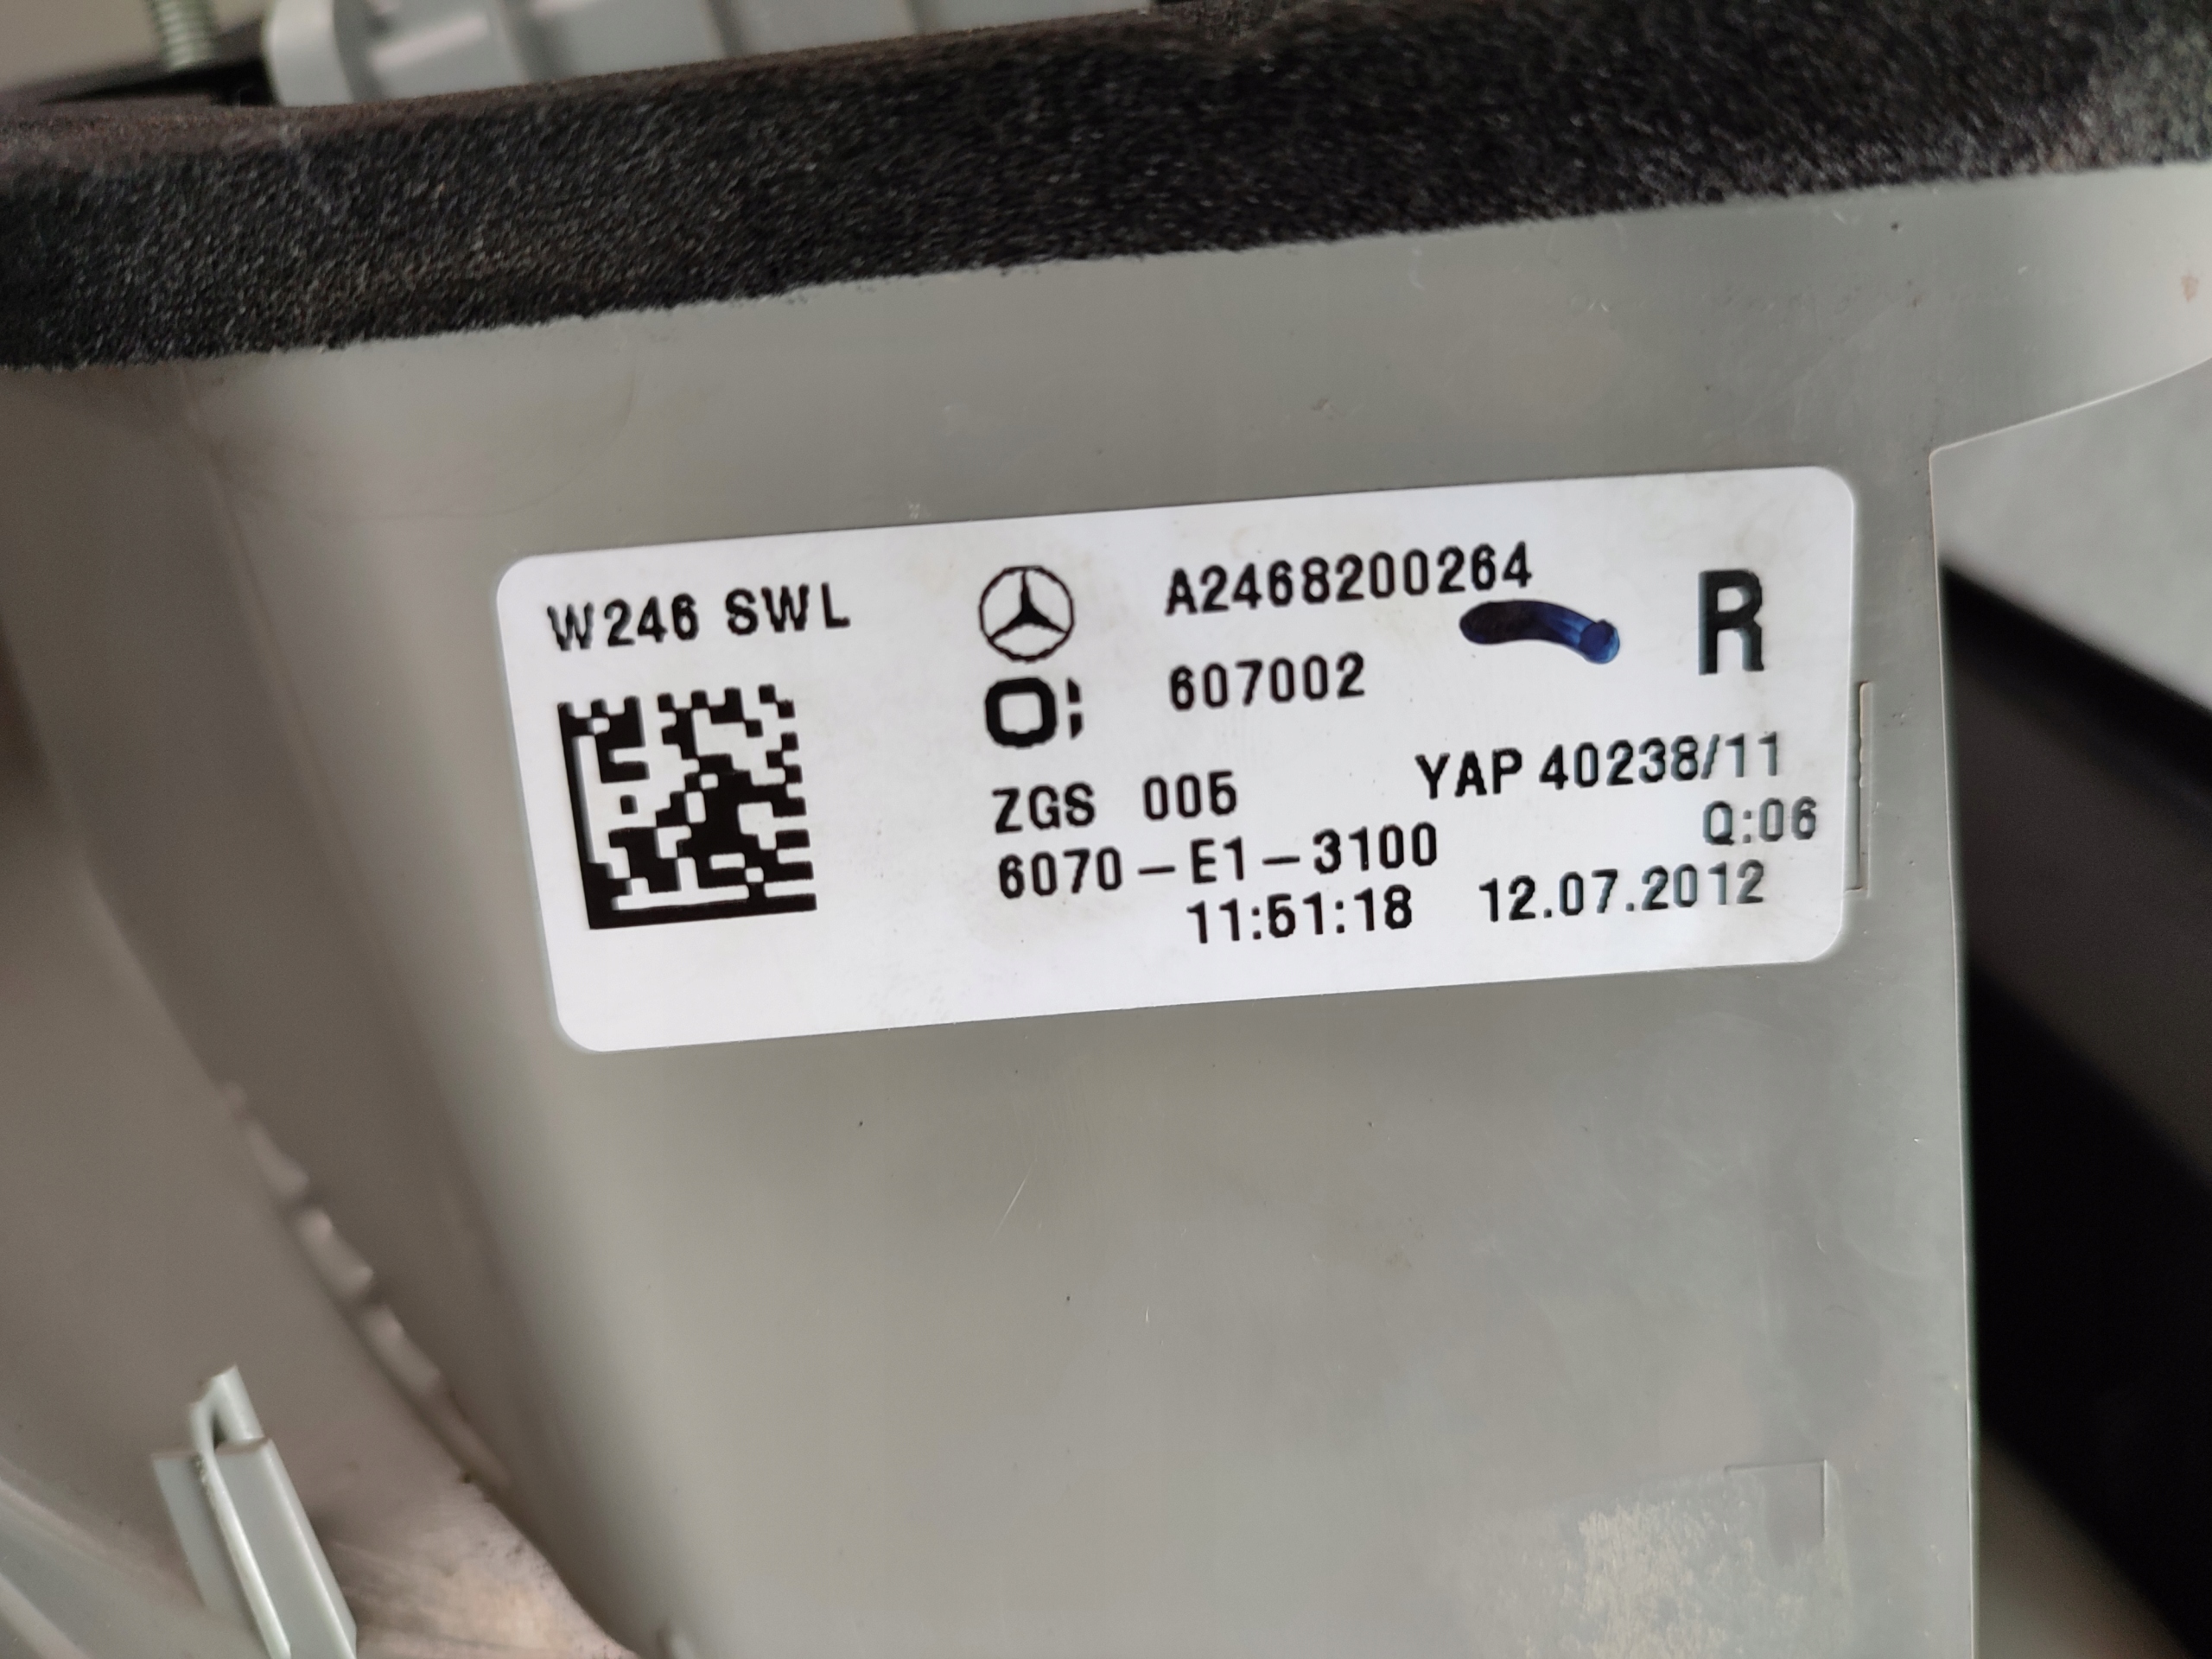 W246 SWL
A2468200264
R
607002
ZGS 005
YAP 40238/11
Q:06
6070-E1-3100
11:51:18 12.07.2012